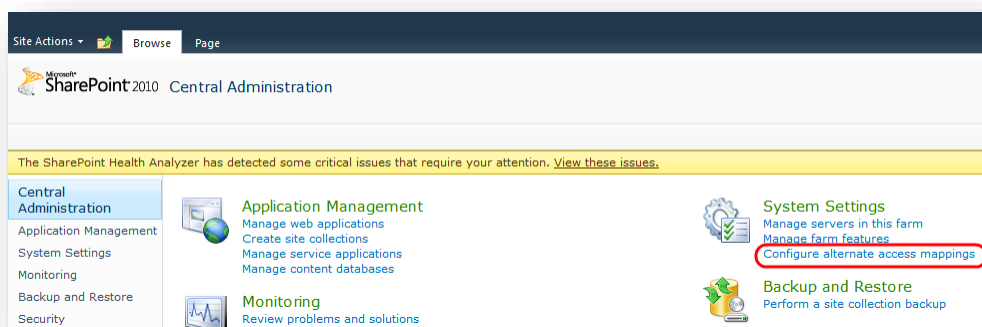 Site Actions Browse Page
Microsoft
SharePoint 2010 Central Administration
The SharePoint Health Analyzer has detected some critical issues that require your attention. View these issues.
Central
Administration
Application Management
System Settings
Monitoring
Backup and Restore
Security
Application Management
Manage web applications
Create site collections
Manage service applications
Manage content databases
Monitoring
Review problems and solutions
System Settings
Manage servers in this farm
Manage farm features
Configure alternate access mappings
Backup and Restore
Perform a site collection backup